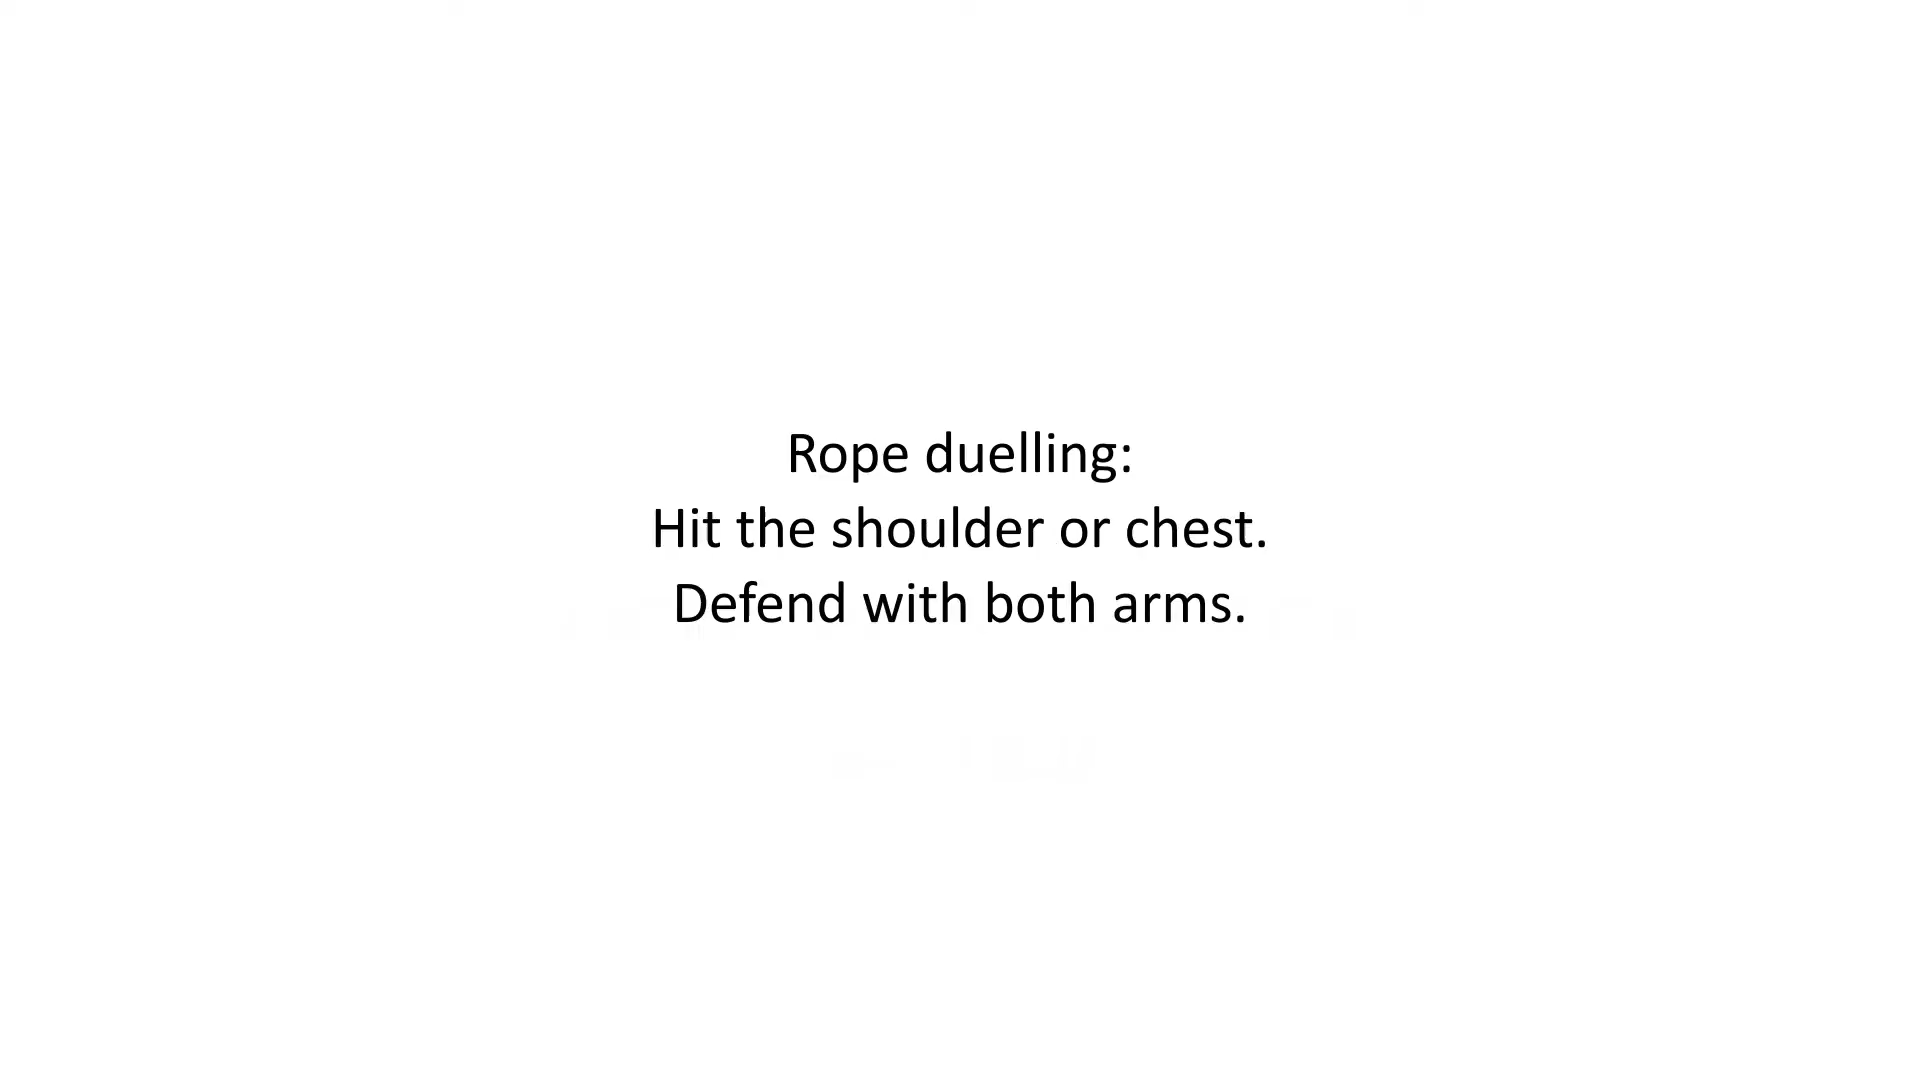 Rope duelling:
Hit the shoulder or chest.
Defend with both arms.